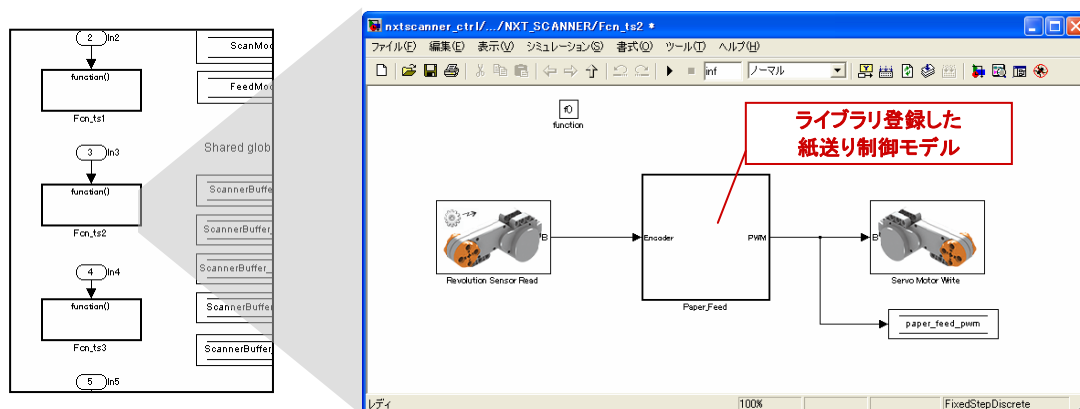 2 In2
function()
Fcn_ts1
3 In3
function()
Fcn_ts2
4 In4
function()
Fcn_ts3
5 In5
ScanMod
FeedMod
Shared glob
ScannerBuffe
ScannerBuffer_
ScannerBuffer_
ScannerBuffer
ScannerBuffer_
nxtscanner_ctrl/.../NXT_SCANNER/Fcn_ts2 *
ファイル(F) 編集(E) 表示(V) シミュレーション(S) 書式(O) ツール(T) ヘルプ(H)
inf ノーマル
f()
function
ライブラリ登録した
紙送り制御モデル
B
Revolution Sensor Read
Encoder PWM
Paper_Feed
B
Servo Motor Write
paper_feed_pwm
レディ 100% FixedStepDiscrete